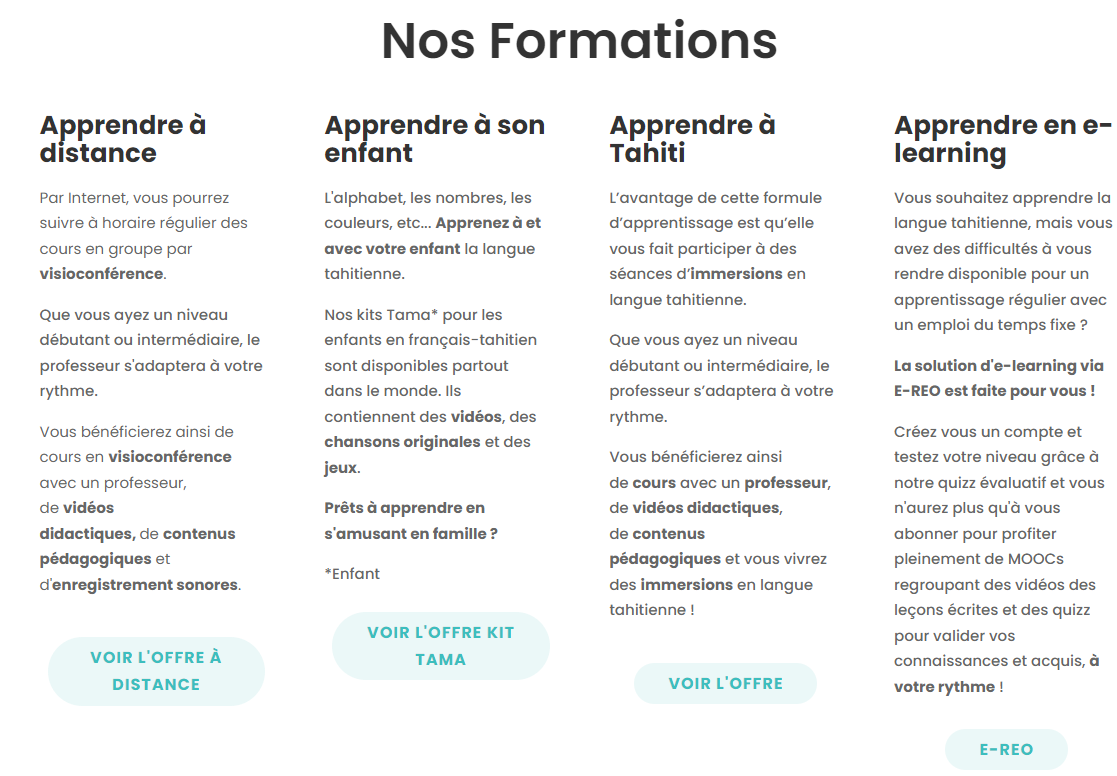 Nos Formations
Apprendre à
distance
Par Internet, vous pourrez
suivre à horaire régulier des
cours en groupe par
visioconférence.
Que vous ayez un niveau
débutant ou intermédiaire, le
professeur s'adaptera à votre
rythme.
Vous bénéficierez ainsi de
cours en visioconférence
avec un professeur,
de vidéos
didactiques, de contenus
pédagogiques et
d'enregistrement sonores.
VOIR L'OFFRE À
DISTANCE
Apprendre à son
enfant
L'alphabet, les nombres, les
couleurs, etc... Apprenez à et
avec votre enfant la langue
tahitienne.
Nos kits Tama* pour les
enfants en français-tahitien
sont disponibles partout
dans le monde. Ils
contiennent des vidéos, des
chansons originales et des
jeux.
Prêts à apprendre en
s'amusant en famille ?
*Enfant
VOIR L'OFFRE KIT
TAMA
Apprendre à
Tahiti
L’avantage de cette formule
d’apprentissage est qu’elle
vous fait participer à des
séances d’immersions en
langue tahitienne.
Que vous ayez un niveau
débutant ou intermédiaire, le
professeur s’adaptera à votre
rythme.
Vous bénéficierez ainsi
de cours avec un professeur,
de vidéos didactiques,
de contenus
pédagogiques et vous vivrez
des immersions en langue
tahitienne !
VOIR L'OFFRE
Apprendre en e-
learning
Vous souhaitez apprendre la
langue tahitienne, mais vous
avez des difficultés à vous
rendre disponible pour un
apprentissage régulier avec
un emploi du temps fixe ?
La solution d'e-learning via
E-REO est faite pour vous !
Créez vous un compte et
testez votre niveau grâce à
notre quizz évaluatif et vous
n'aurez plus qu'à vous
abonner pour profiter
pleinement de MOOCs
regroupant des vidéos des
leçons écrites et des quizz
pour valider vos
connaissances et acquis, à
votre rythme !
E-REO